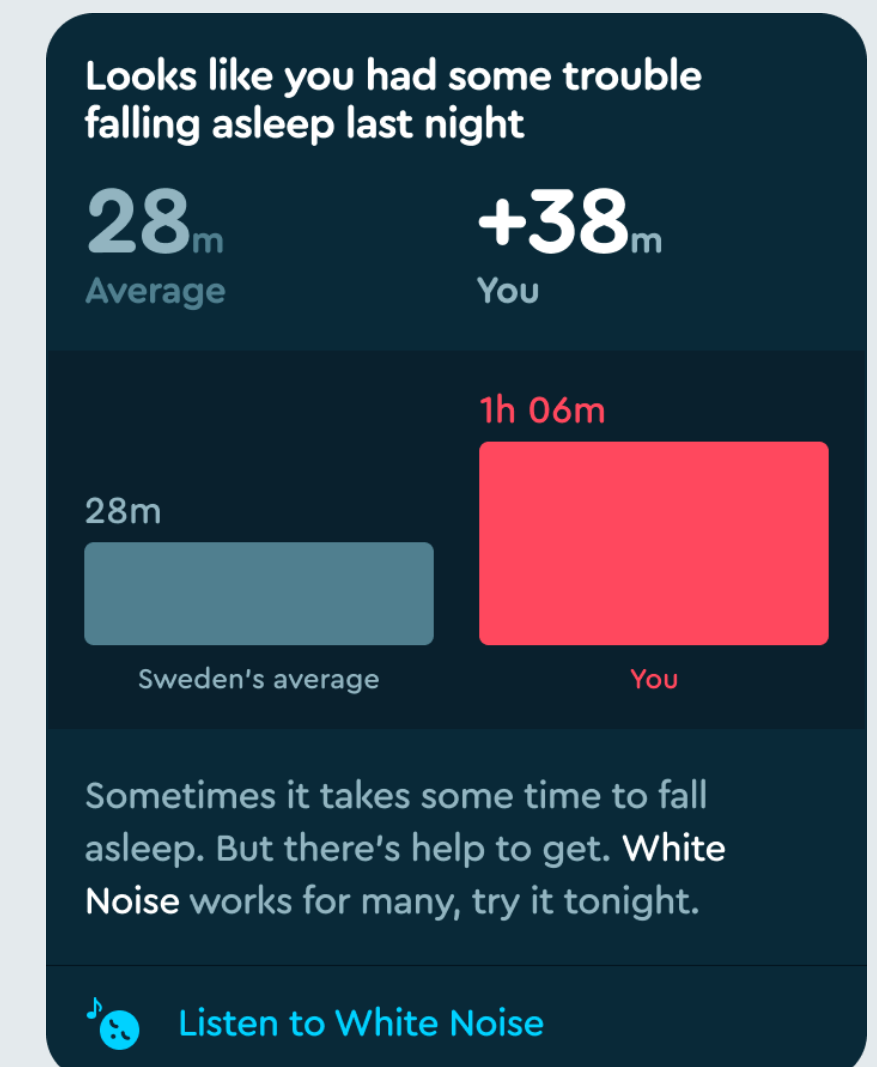 Looks like you had some trouble
falling asleep last night
28m
+38m
Average
You
1h 06m
28m
Sweden's average
You
Sometimes it takes some time to fall
asleep. But there's help to get. White
Noise works for many, try it tonight.
Listen to White Noise